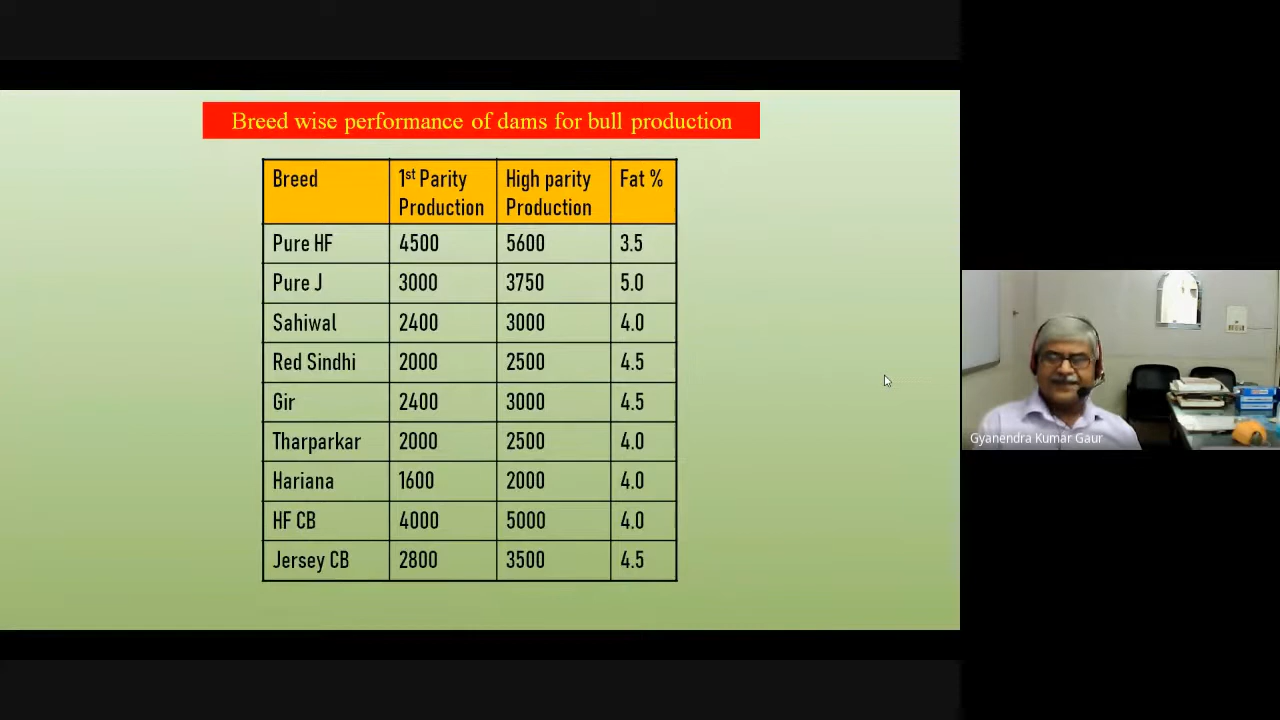 Breed wise performance of dams for bull production
Breed 1st Parity Production High parity Production Fat %
Pure HF 4500 5600 3.5
Pure J 3000 3750 5.0
Sahiwal 2400 3000 4.0
Red Sindhi 2000 2500 4.5
Gir 2400 3000 4.5
Tharparkar 2000 2500 4.0
Hariana 1600 2000 4.0
HF CB 4000 5000 4.0
Jersey CB 2800 3500 4.5
Gyanendra Kumar Gaur